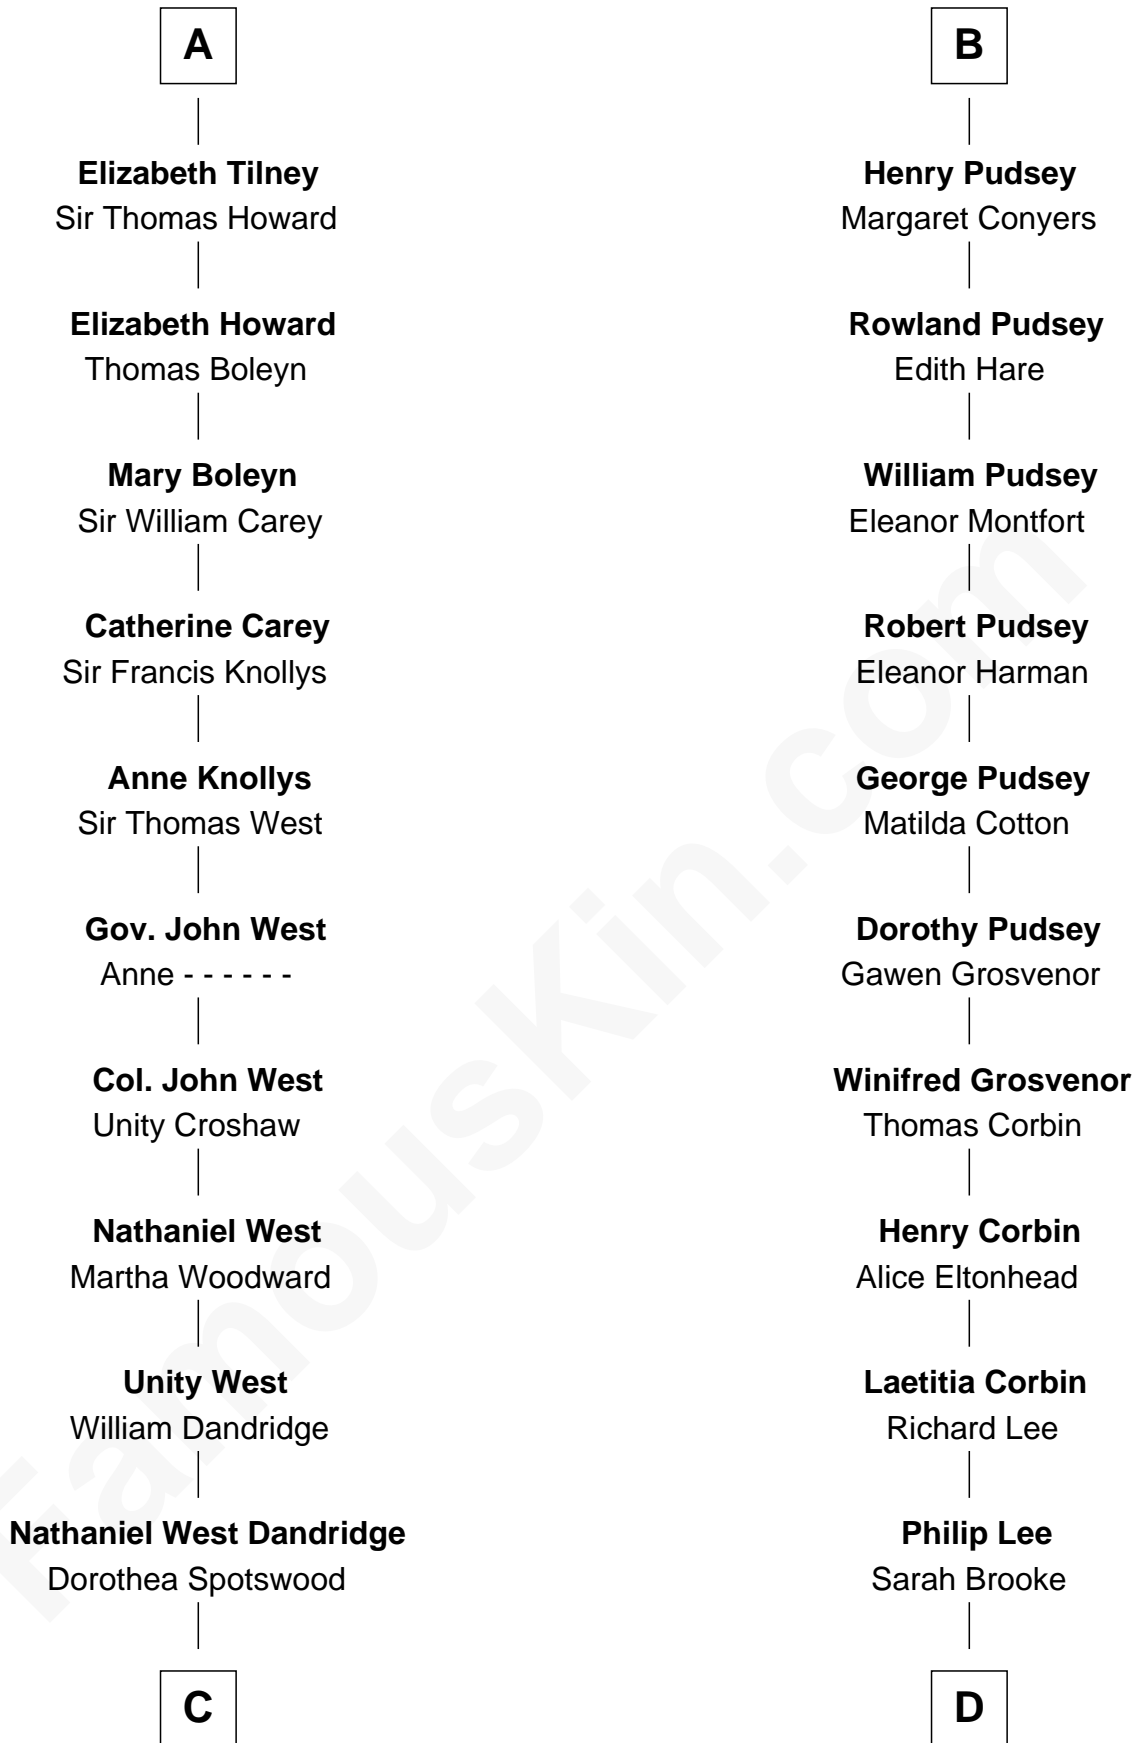 A
Elizabeth Tilney
Sir Thomas Howard
Elizabeth Howard
Thomas Boleyn
Mary Boleyn
Sir William Carey
Catherine Carey
Sir Francis Knollys
Anne Knollys
Sir Thomas West
Gov. John West
Anne - - - - - -
Col. John West
Unity Croshaw
Nathaniel West
Martha Woodward
Unity West
William Dandridge
Nathaniel West Dandridge
Dorothea Spotswood
C
B
Henry Pudsey
Margaret Conyers
Rowland Pudsey
Edith Hare
William Pudsey
Eleanor Montfort
Robert Pudsey
Eleanor Harman
George Pudsey
Matilda Cotton
Dorothy Pudsey
Gawen Grosvenor
Winifred Grosvenor
Thomas Corbin
Henry Corbin
Alice Eltonhead
Laetitia Corbin
Richard Lee
Philip Lee
Sarah Brooke
D
FamousKin.com